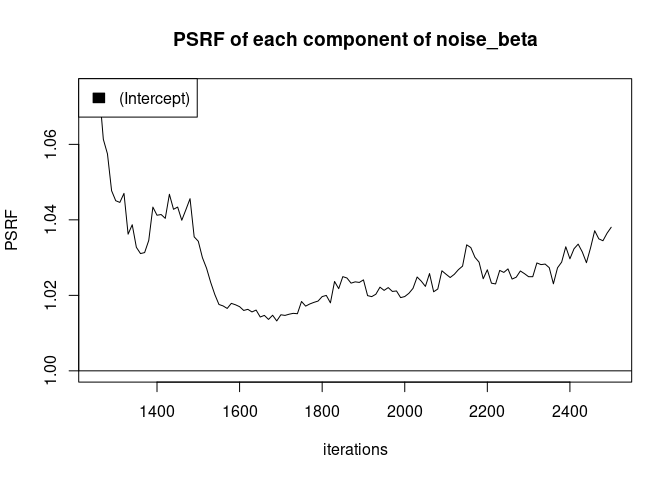 PSRF of each component of noise_beta
(Intercept)
PSRF
1.06
1.04
1.02
1.00
1400 1600 1800 2000 2200 2400
iterations